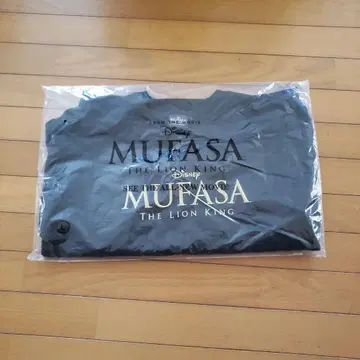 FROM THE MOVIE
Disney
MUFASA
THE LION KING
Disney
SEE THE ALL-NEW MOVIE
MUFASA
THE LION KING